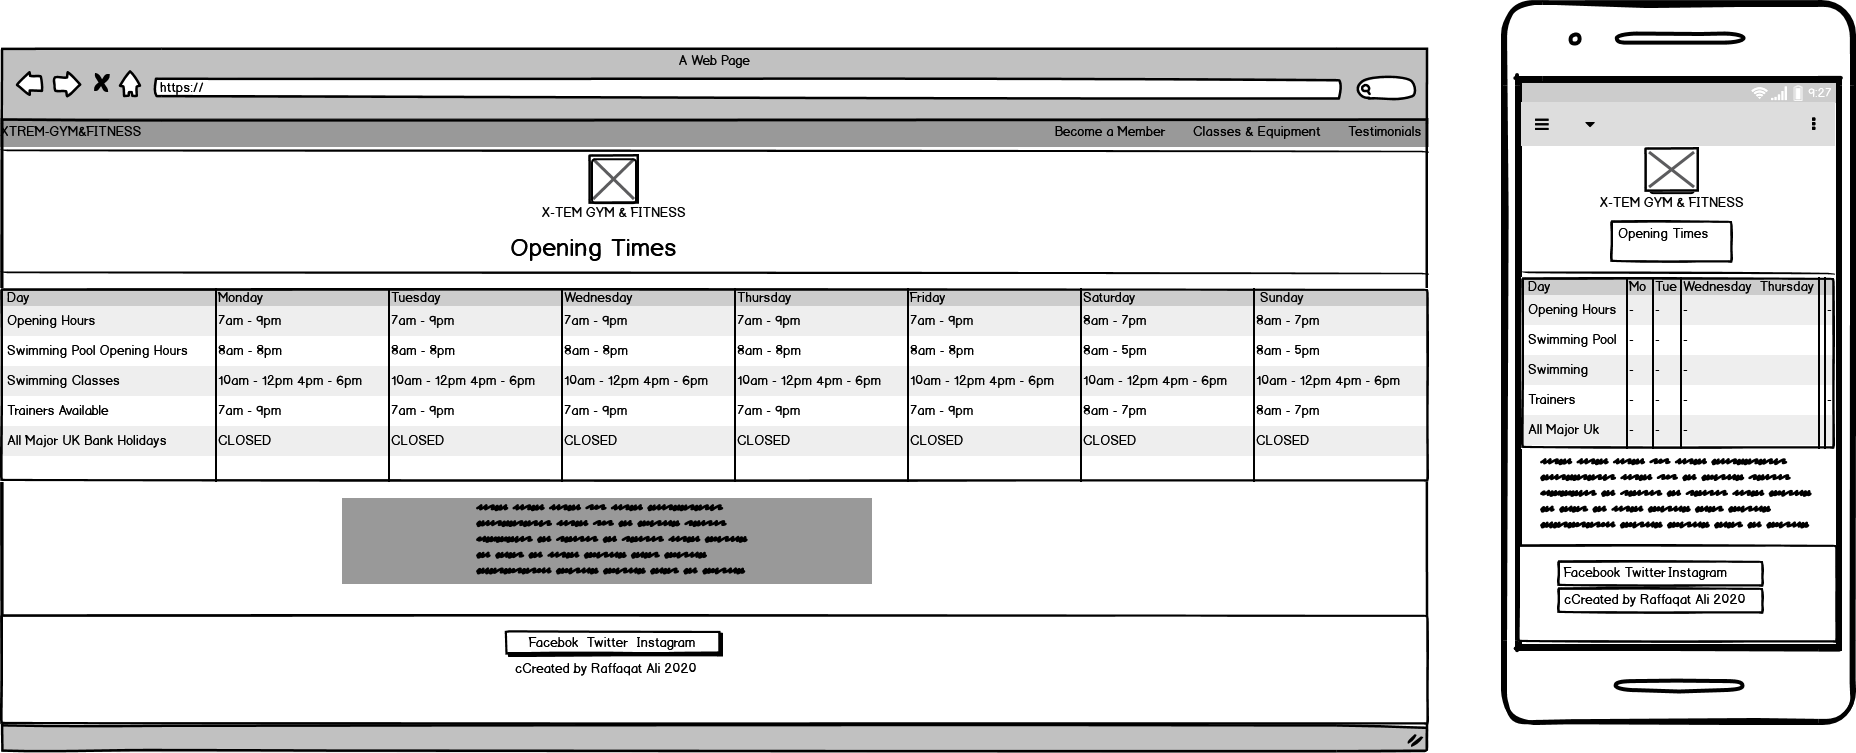 A Web Page
https://
XTREM-GYM&FITNESS Become a Member Classes & Equipment Testimonials
X-TEM GYM & FITNESS
Opening Times
Day Monday Tuesday Wednesday Thursday Friday Saturday Sunday
Opening Hours 7am - 9pm 7am - 9pm 7am - 9pm 7am - 9pm 7am - 9pm 8am - 7pm 8am - 7pm
Swimming Pool Opening Hours 8am - 8pm 8am - 8pm 8am - 8pm 8am - 8pm 8am - 8pm 8am - 5pm 8am - 5pm
Swimming Classes 10am - 12pm 4pm - 6pm 10am - 12pm 4pm - 6pm 10am - 12pm 4pm - 6pm 10am - 12pm 4pm - 6pm 10am - 12pm 4pm - 6pm 10am - 12pm 4pm - 6pm 10am - 12pm 4pm - 6pm
Trainers Available 7am - 9pm 7am - 9pm 7am - 9pm 7am - 9pm 7am - 9pm 8am - 7pm 8am - 7pm
All Major UK Bank Holidays CLOSED CLOSED CLOSED CLOSED CLOSED CLOSED CLOSED
Facebok Twitter Instagram
cCreated by Raffaqat Ali 2020
9:27
X-TEM GYM & FITNESS
Opening Times
Day Mo Tue Wednesday Thursday
Opening Hours - - - -
Swimming Pool - - -
Swimming - - -
Trainers - - - -
All Major Uk - - -
Facebook Twitter Instagram
cCreated by Raffaqat Ali 2020